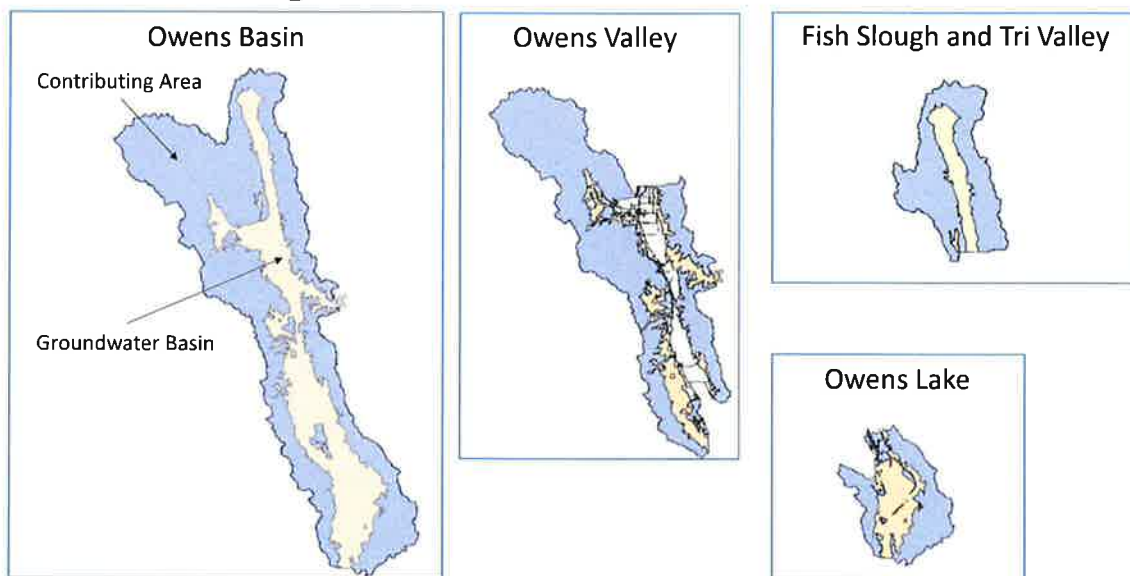 Owens Basin
Contributing Area
Groundwater Basin
Owens Valley
Fish Slough and Tri Valley
Owens Lake